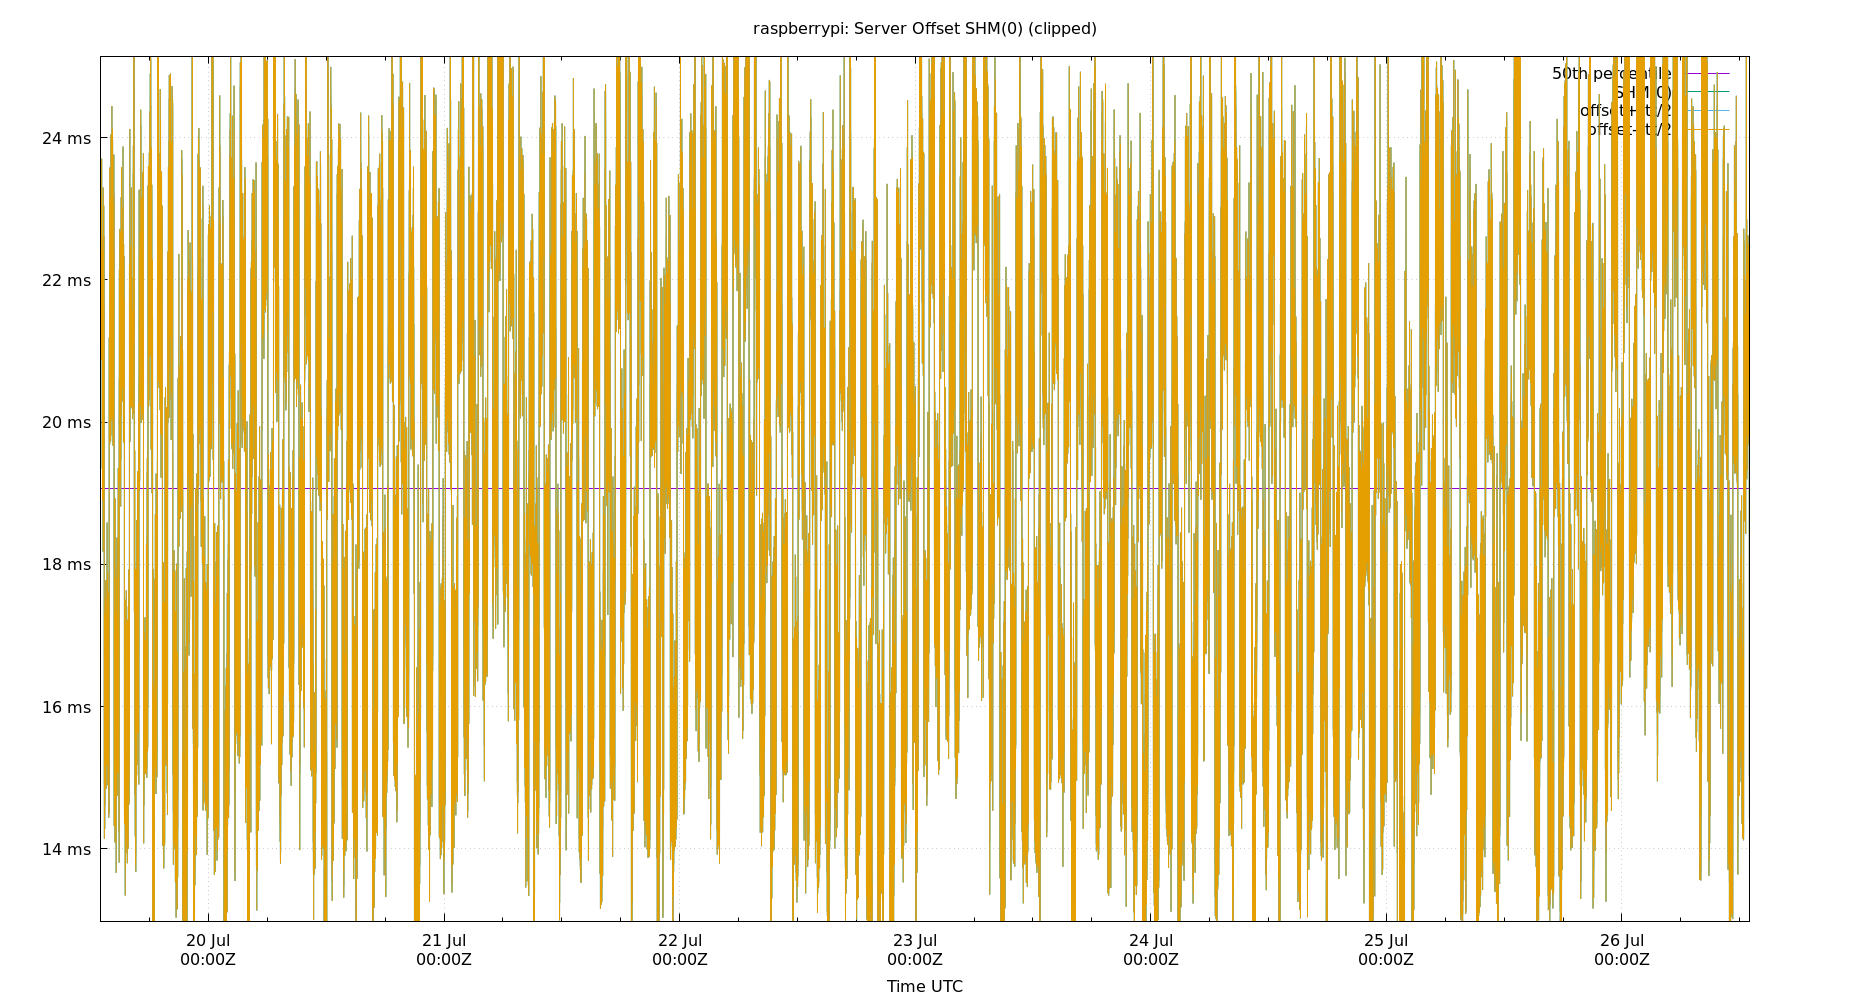 raspberrypi: Server Offset SHM(0) (clipped)
50th percentile
SHM(0)
offset+rtt/2
offset-rtt/2
24 ms
22 ms
20 ms
18 ms
16 ms
14 ms
20 Jul 21 Jul 22 Jul 23 Jul 24 Jul 25 Jul 26 Jul
00:00Z 00:00Z 00:00Z 00:00Z 00:00Z 00:00Z 00:00Z
Time UTC